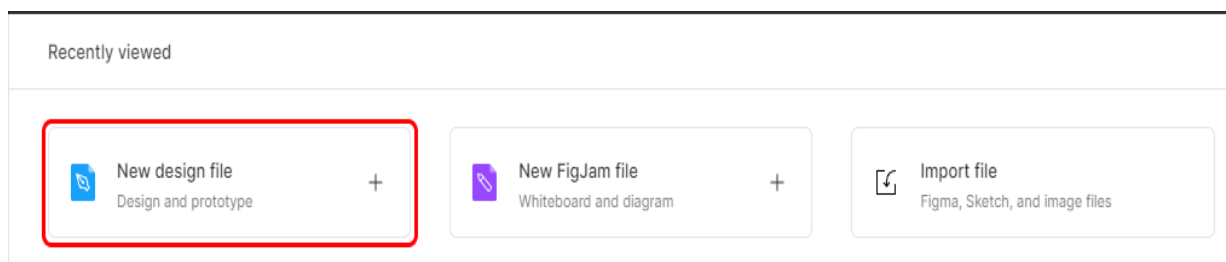 Recently viewed
New design file
Design and prototype
New FigJam file
Whiteboard and diagram
Import file
Figma, Sketch, and image files